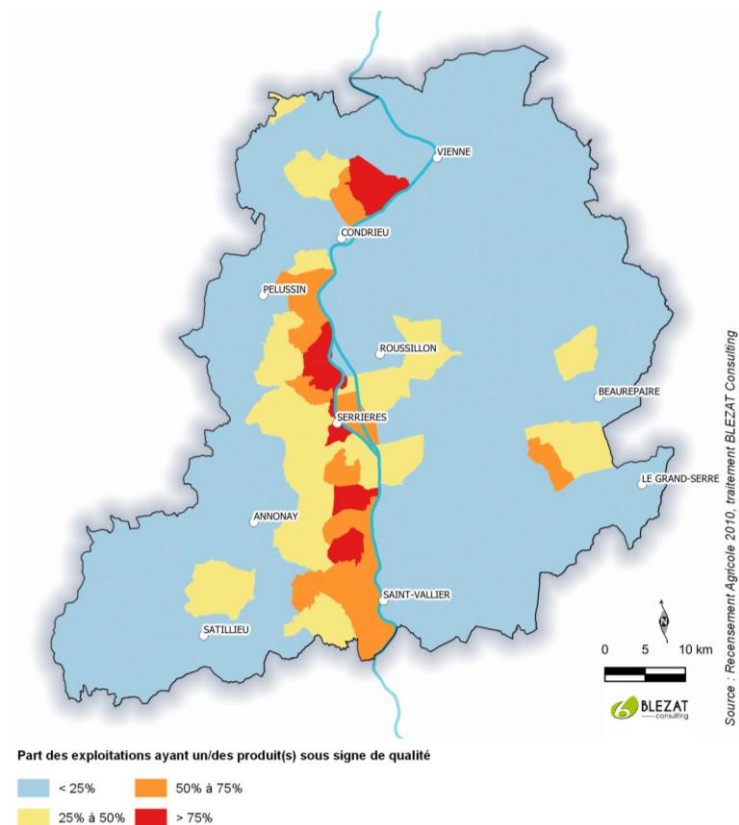 VIENNE
CONDRIEU
PELUSSIN
ROUSSILLON
BEAUREPAIRE
SERRIERES
LE GRAND-SERRE
ANNONAY
SAINT-VALLIER
SATILLIEU
N
0 5 10 km
BLEZAT
consulting
Source : Recensement Agricole 2010, traitement BLEZAT Consulting
Part des exploitations ayant un/des produit(s) sous signe de qualité
< 25%
50% à 75%
25% à 50%
> 75%